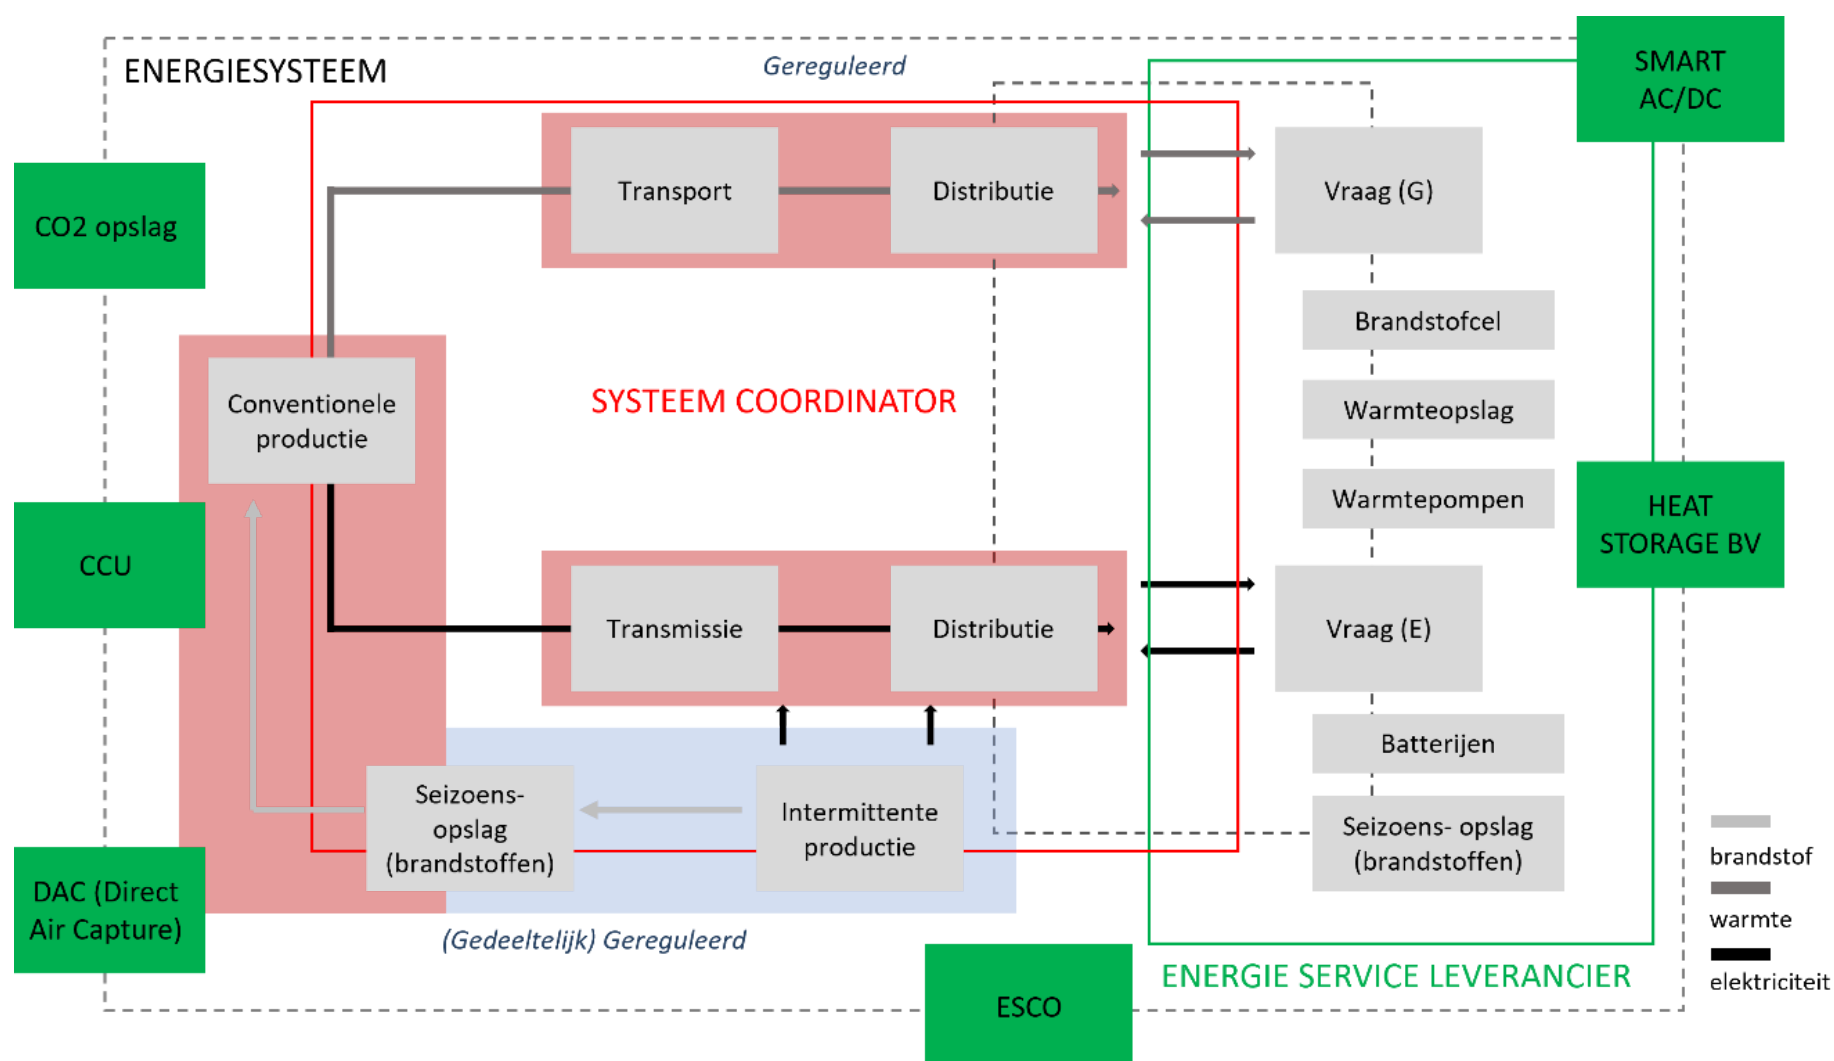 ENERGIESYSTEEM
Gereguleerd
SMART
AC/DC
CO2 opslag
Transport
Distributie
Vraag (G)
Brandstofcel
Conventionele
productie
SYSTEEM COORDINATOR
Warmteopslag
Warmtepompen
HEAT
STORAGE BV
CCU
Transmissie
Distributie
Vraag (E)
Batterijen
Seizoens-
opslag
(brandstoffen)
Intermittente
productie
Seizoens- opslag
(brandstoffen)
brandstof
warmte
elektriciteit
DAC (Direct
Air Capture)
(Gedeeltelijk) Gereguleerd
ENERGIE SERVICE LEVERANCIER
ESCO